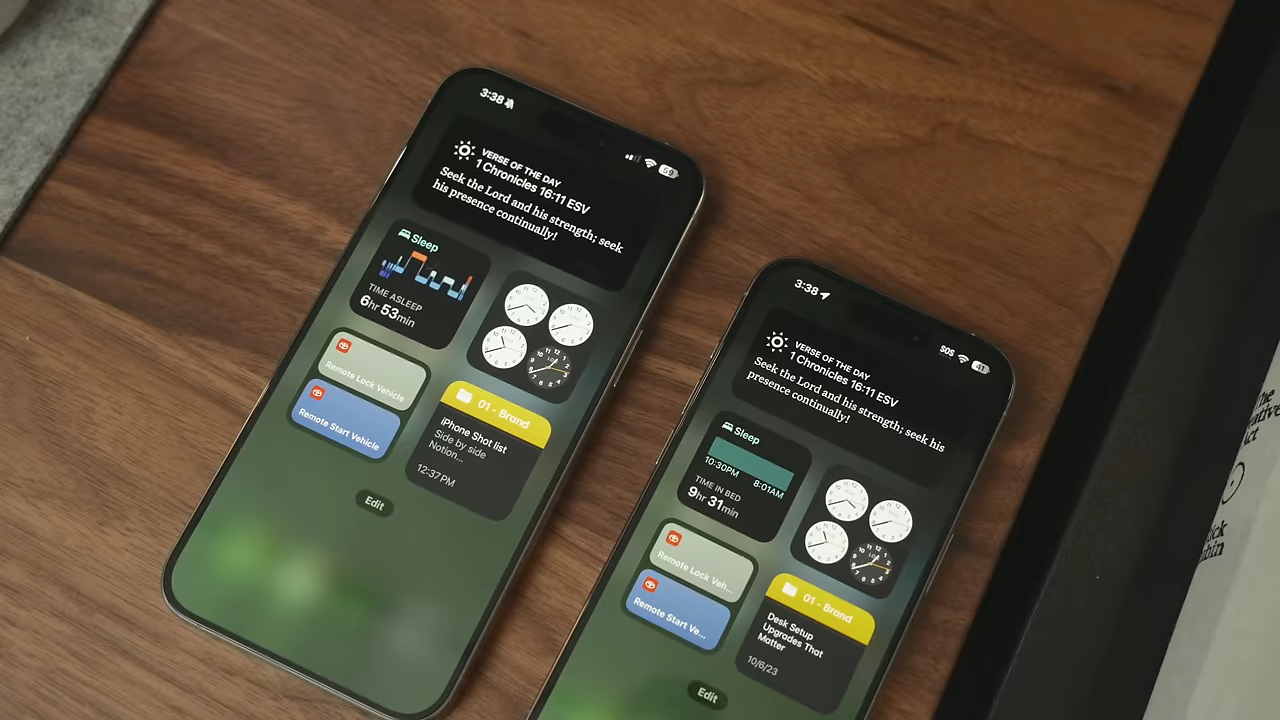 3:38
59
VERSE OF THE DAY
1 Chronicles 16:11 ESV
Seek the Lord and his strength; seek
his presence continually!
Sleep
TIME ASLEEP
6hr 53min
Remote Lock Vehicle
Remote Start Vehicle
01 - Brand
iPhone Shot list
Side by side
Notion...
12:37 PM
Edit
3:38
SOS
41
VERSE OF THE DAY
1 Chronicles 16:11 ESV
Seek the Lord and his strength; seek his
presence continually!
Sleep
10:30PM
8:01AM
TIME IN BED
9hr 31min
Remote Lock Veh...
Remote Start Ve...
01 - Brand
Desk Setup
Upgrades That
Matter
10/6/23
Edit